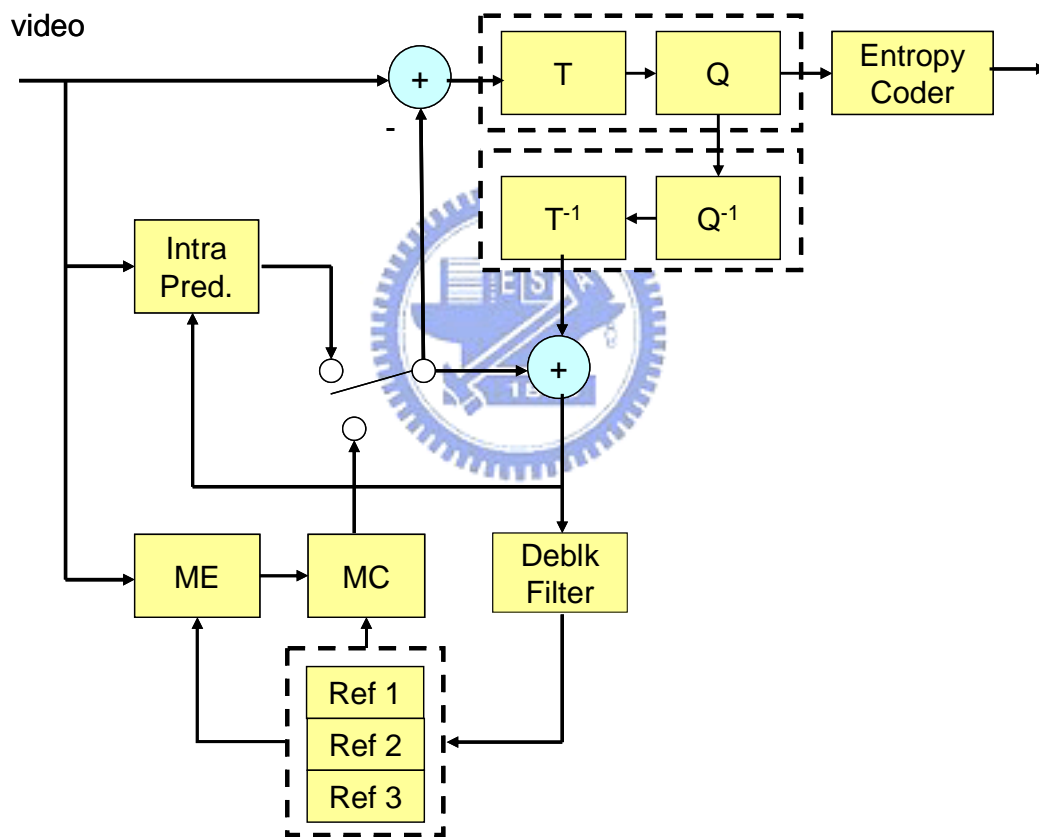 video
+
T
Q
Entropy
Coder
-
T-1
Q-1
Intra
Pred.
E S
+
ME
MC
Deblk
Filter
Ref 1
Ref 2
Ref 3